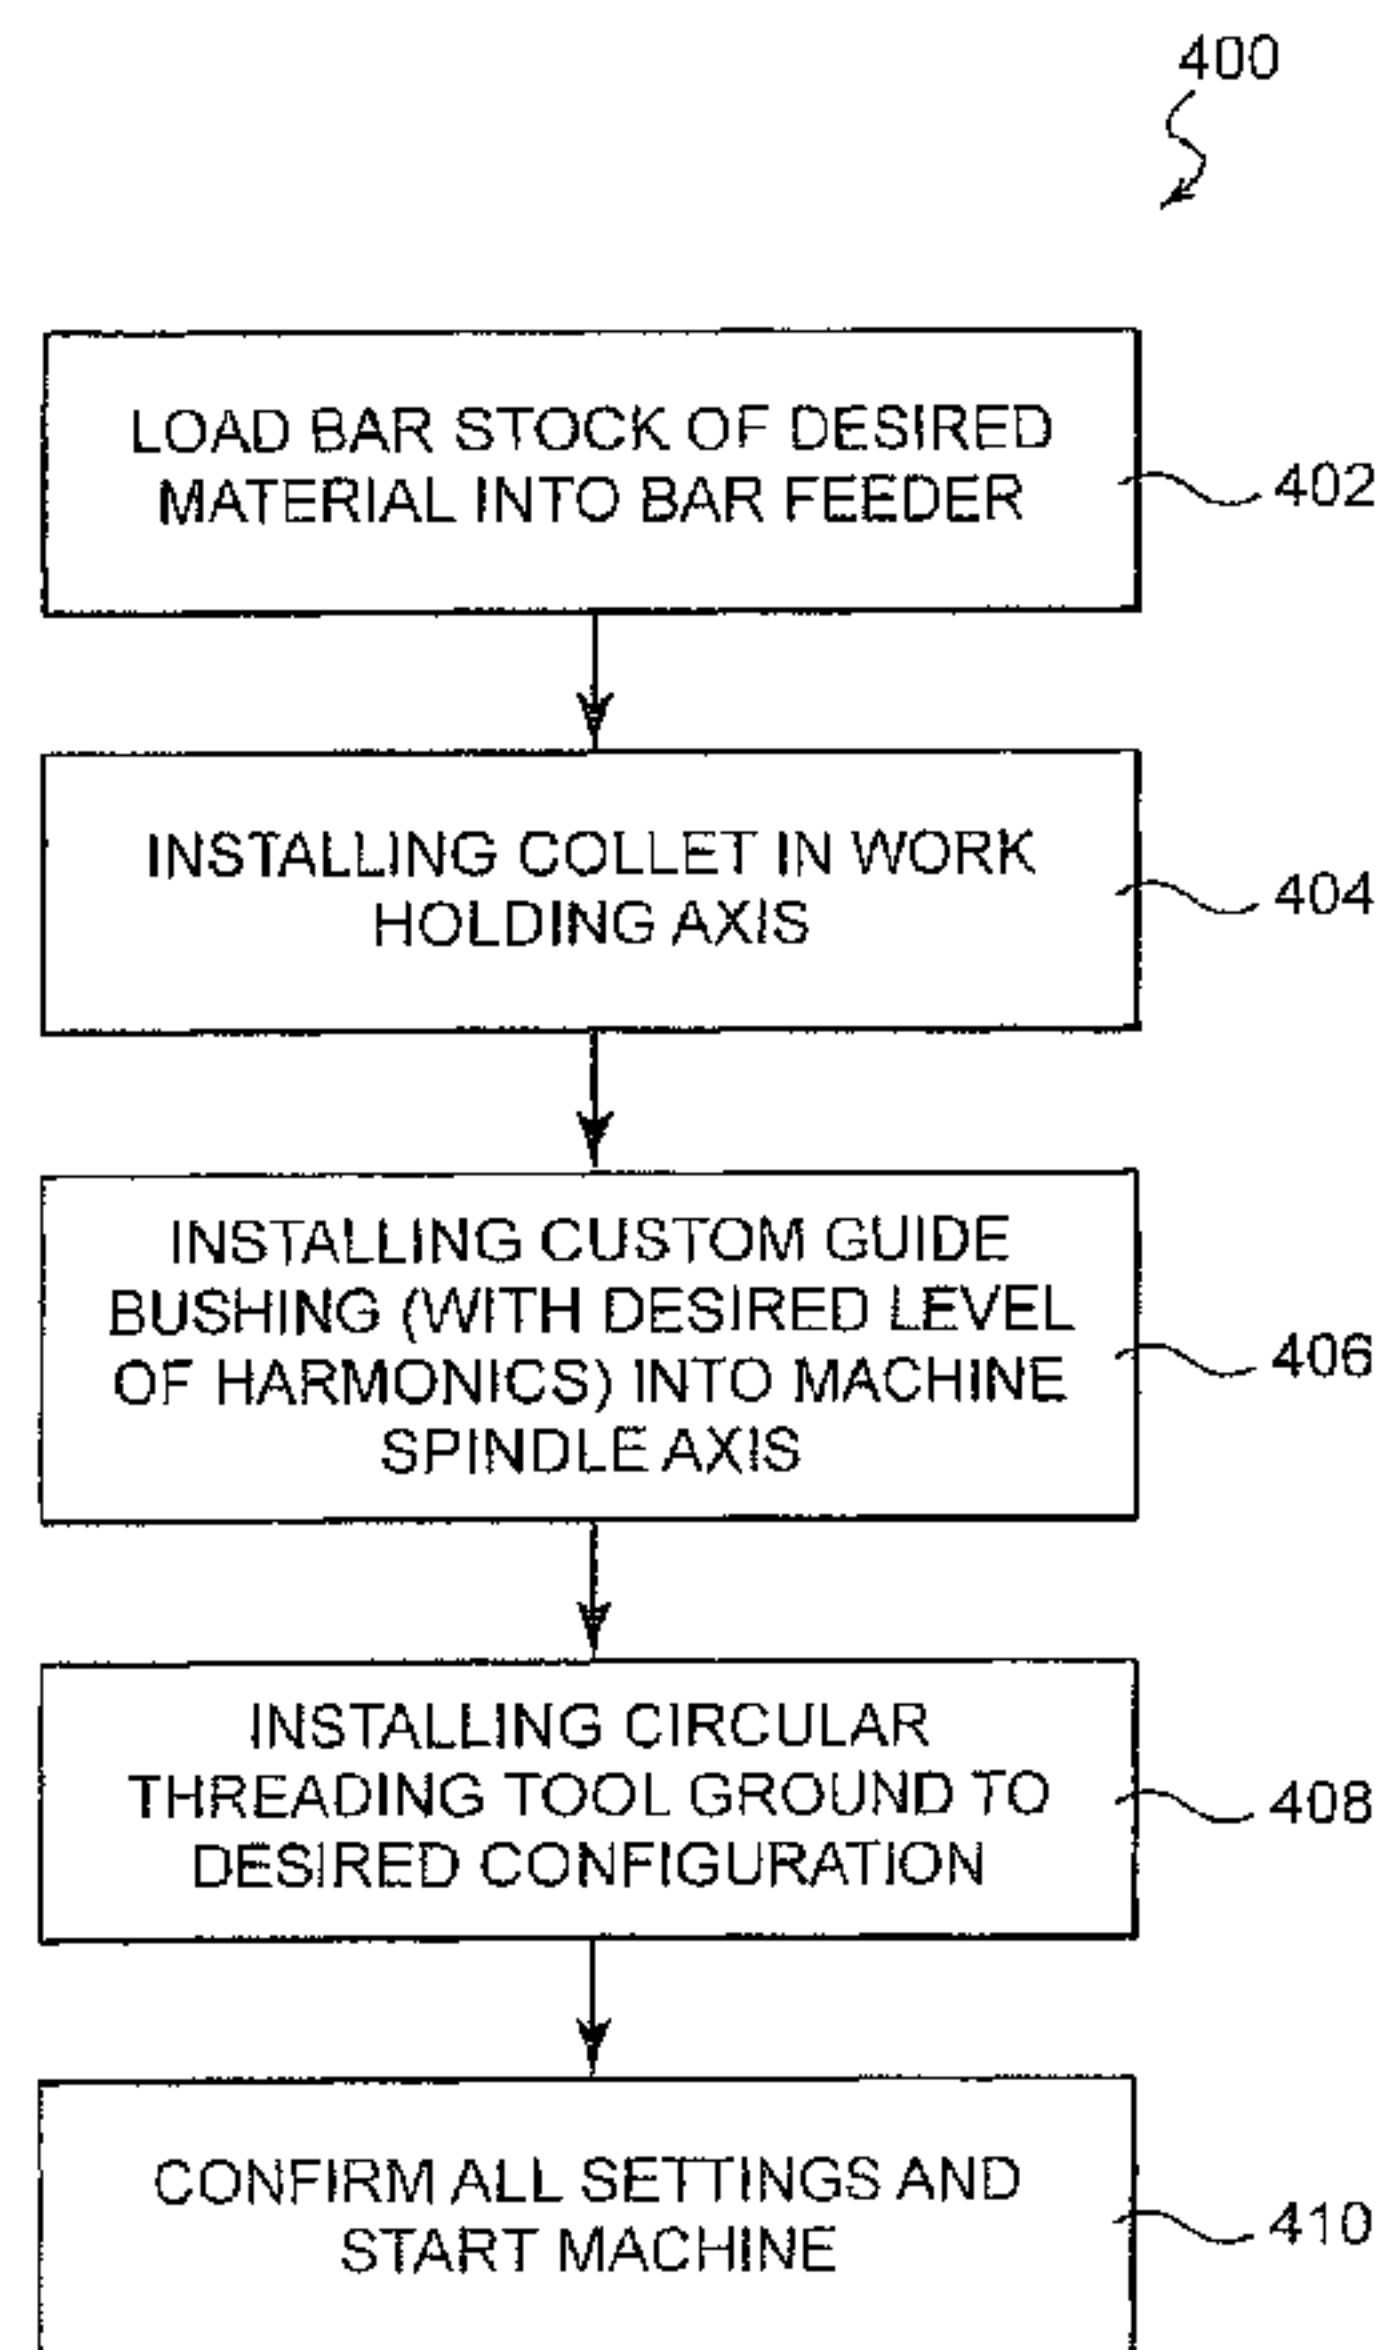 400
LOAD BAR STOCK OF DESIRED
MATERIAL INTO BAR FEEDER
402
INSTALLING COLLET IN WORK
HOLDING AXIS
404
INSTALLING CUSTOM GUIDE
BUSHING (WITH DESIRED LEVEL
OF HARMONICS) INTO MACHINE
SPINDLE AXIS
406
INSTALLING CIRCULAR
THREADING TOOL GROUND TO
DESIRED CONFIGURATION
408
CONFIRM ALL SETTINGS AND
START MACHINE
410